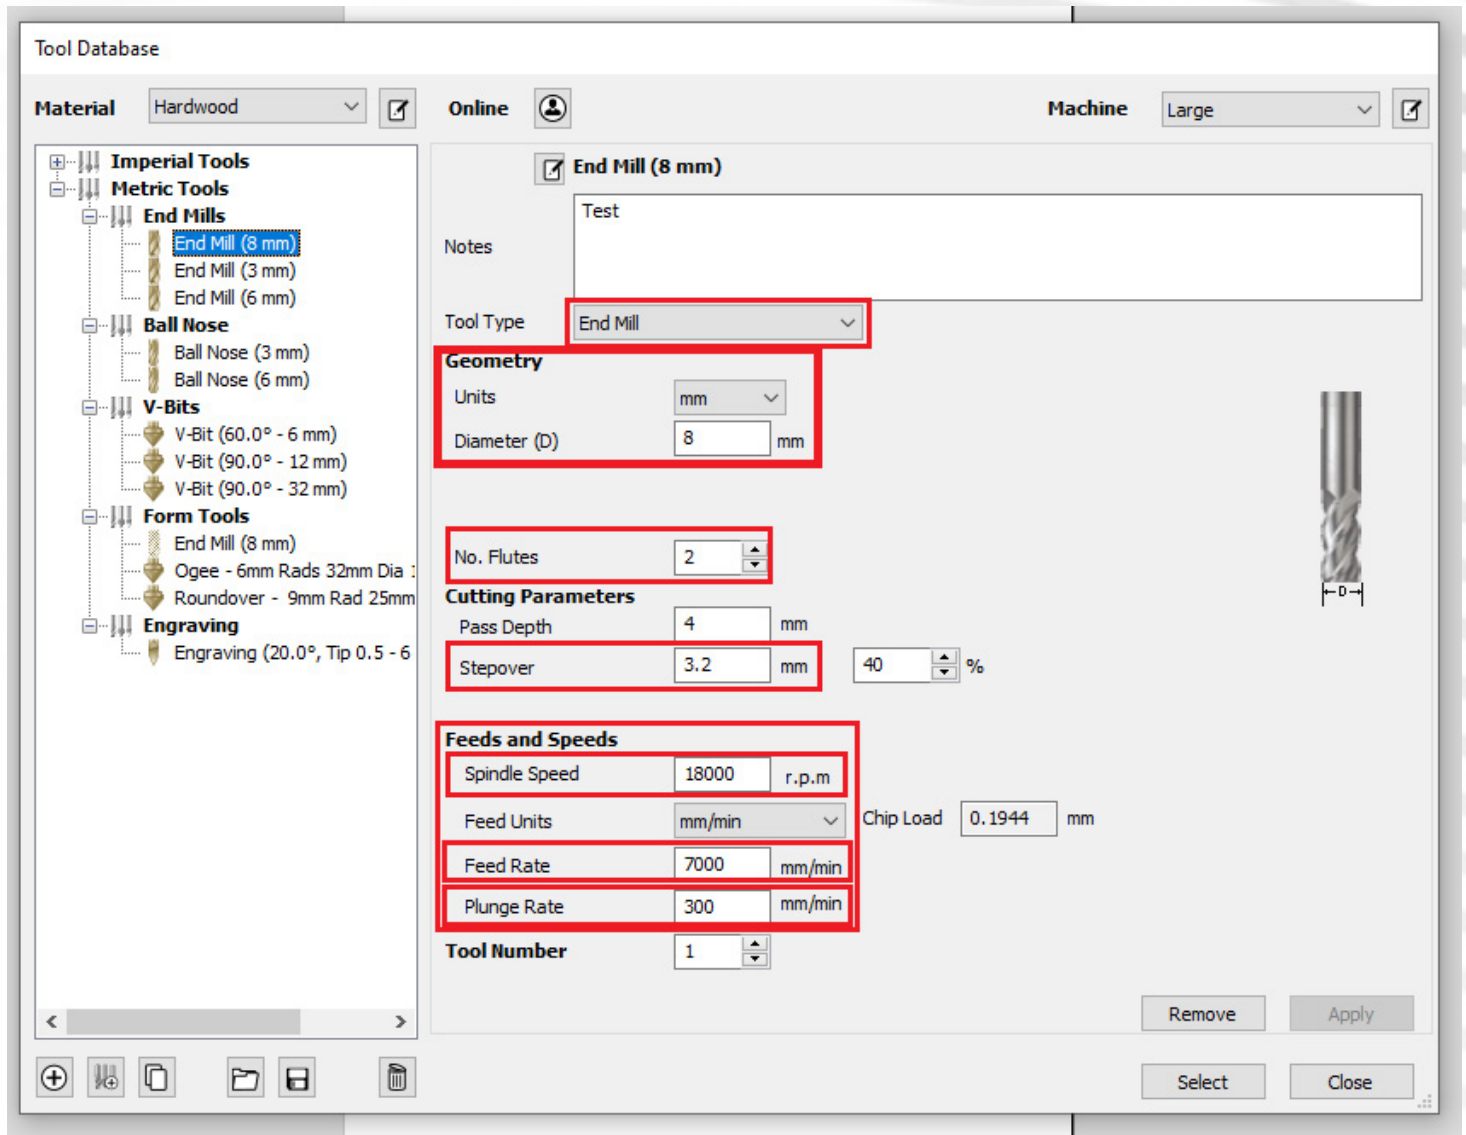 Tool Database
Material Hardwood Online Machine Large
Imperial Tools
Metric Tools
End Mills
End Mill (8 mm)
End Mill (3 mm)
End Mill (6 mm)
Ball Nose
Ball Nose (3 mm)
Ball Nose (6 mm)
V-Bits
V-Bit (60.0° - 6 mm)
V-Bit (90.0° - 12 mm)
V-Bit (90.0° - 32 mm)
Form Tools
End Mill (8 mm)
Ogee - 6mm Rads 32mm Dia
Roundover - 9mm Rad 25mm
Engraving
Engraving (20.0°, Tip 0.5 - 6
End Mill (8 mm)
Notes Test
Tool Type End Mill
Geometry
Units mm
Diameter (D) 8 mm
No. Flutes 2
Cutting Parameters
Pass Depth 4 mm
Stepover 3.2 mm 40 %
Feeds and Speeds
Spindle Speed 18000 r.p.m
Feed Units mm/min Chip Load 0.1944 mm
Feed Rate 7000 mm/min
Plunge Rate 300 mm/min
Tool Number 1
D
Remove Apply
Select Close